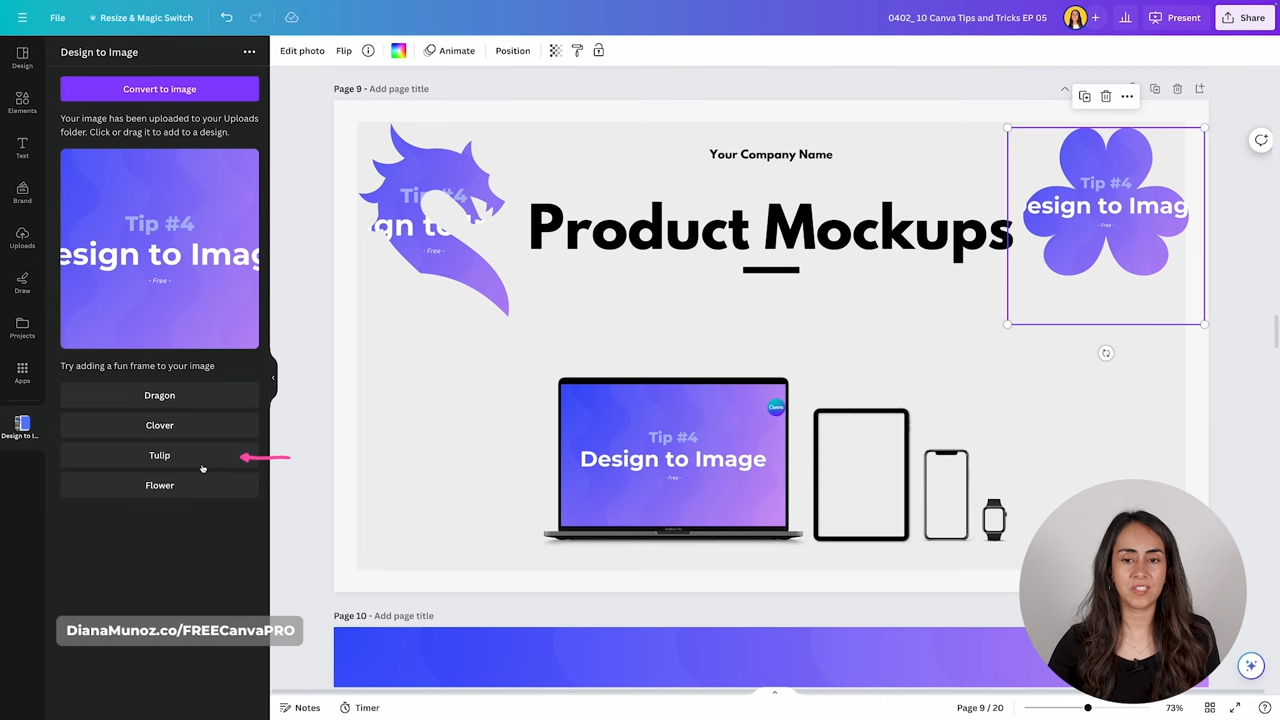 File
Resize & Magic Switch
0402_ 10 Canva Tips and Tricks EP 05
Present
Share
Design
Elements
Text
Brand
Uploads
Draw
Projects
Apps
Design to I...
Design to Image
Convert to image
Your image has been uploaded to your Uploads
folder. Click or drag it to add to a design.
Tip #4
esign to Imag
- Free -
Try adding a fun frame to your image
Dragon
Clover
Tulip
Flower
DianaMunoz.co/FREECanvaPRO
Edit photo
Flip
Animate
Position
Page 9 - Add page title
Your Company Name
Product Mockups
Tip #4
- Free -
Tip #4
esign to Imag
- Free -
Canva
Tip #4
Design to Image
- Free -
Page 10 - Add page title
Notes
Timer
Page 9 / 20
73%